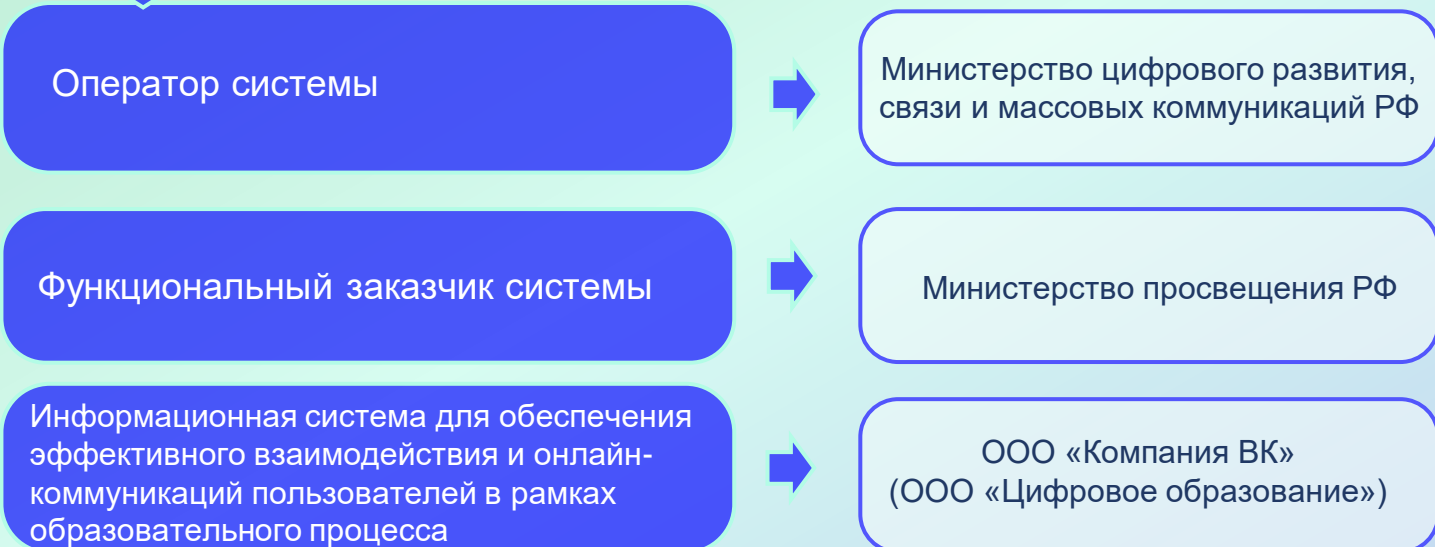 Оператор системы
Министерство цифрового развития,
связи и массовых коммуникаций РФ
Функциональный заказчик системы
Министерство просвещения РФ
Информационная система для обеспечения
эффективного взаимодействия и онлайн-
коммуникаций пользователей в рамках
образовательного процесса
ООО «Компания ВК»
(ООО «Цифровое образование»)